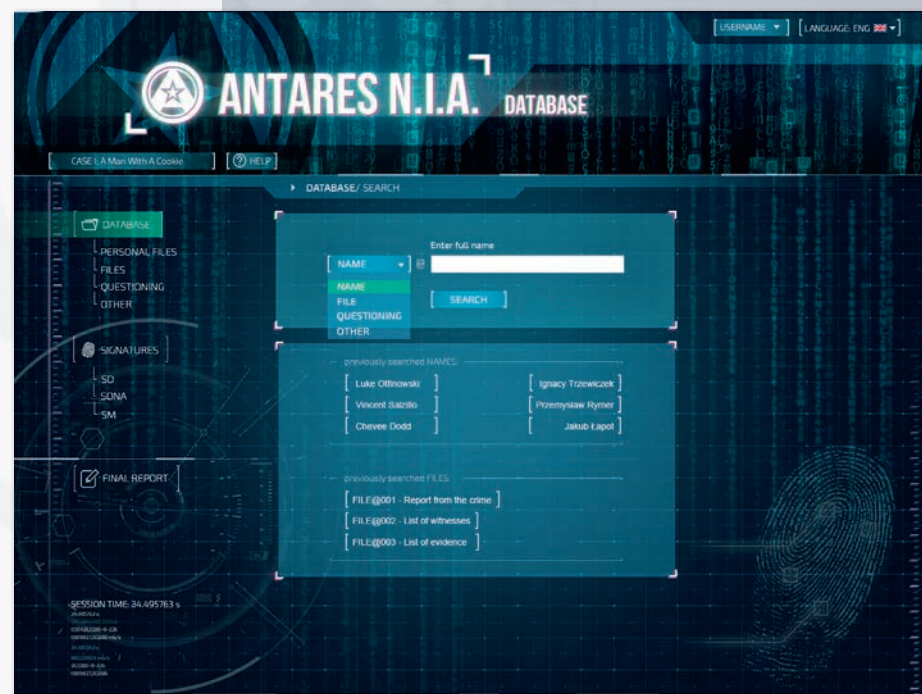 USERNAME
LANGUAGE: ENG
ANTARES N.I.A. DATABASE
CASE 1, A Man With A Cookie
? HELP
DATABASE/ SEARCH
DATABASE
PERSONAL FILES
FILES
QUESTIONING
OTHER
SIGNATURES
SD
SDNA
SM
FINAL REPORT
Enter full name
NAME @
NAME
FILE
QUESTIONING
OTHER
SEARCH
previously searched NAMES:
Luke Otfinowski
Ignacy Trzewiczek
Vincent Salzillo
Przemysław Rymer
Chevee Dodd
Jakub Łapot
previously searched FILES:
FILE@001 - Report from the crime
FILE@002 - List of witnesses
FILE@003 - List of evidence
SESSION TIME: 34.495763 s